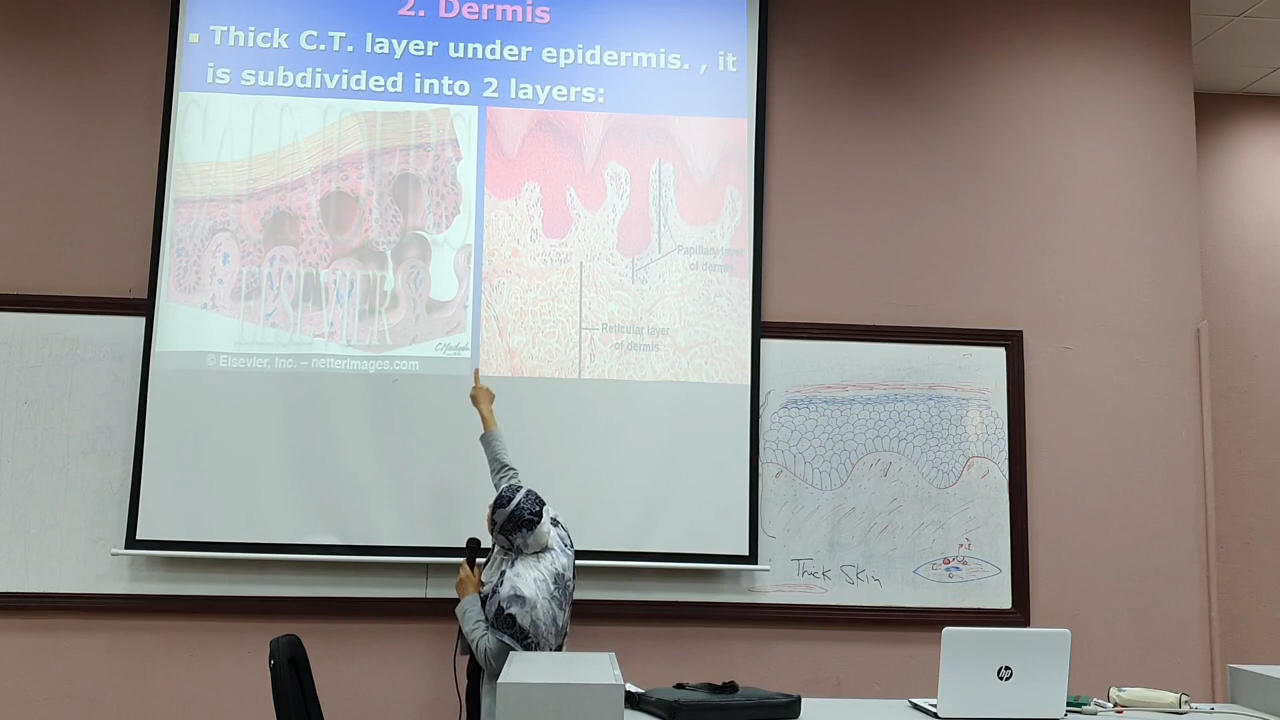 2. Dermis
Thick C.T. layer under epidermis. , it
is subdivided into 2 layers:
ELSEVIER
© Elsevier, Inc. – netterimages.com
Papillary layer
of dermis
Reticular layer
of dermis
Thick Skin
hp